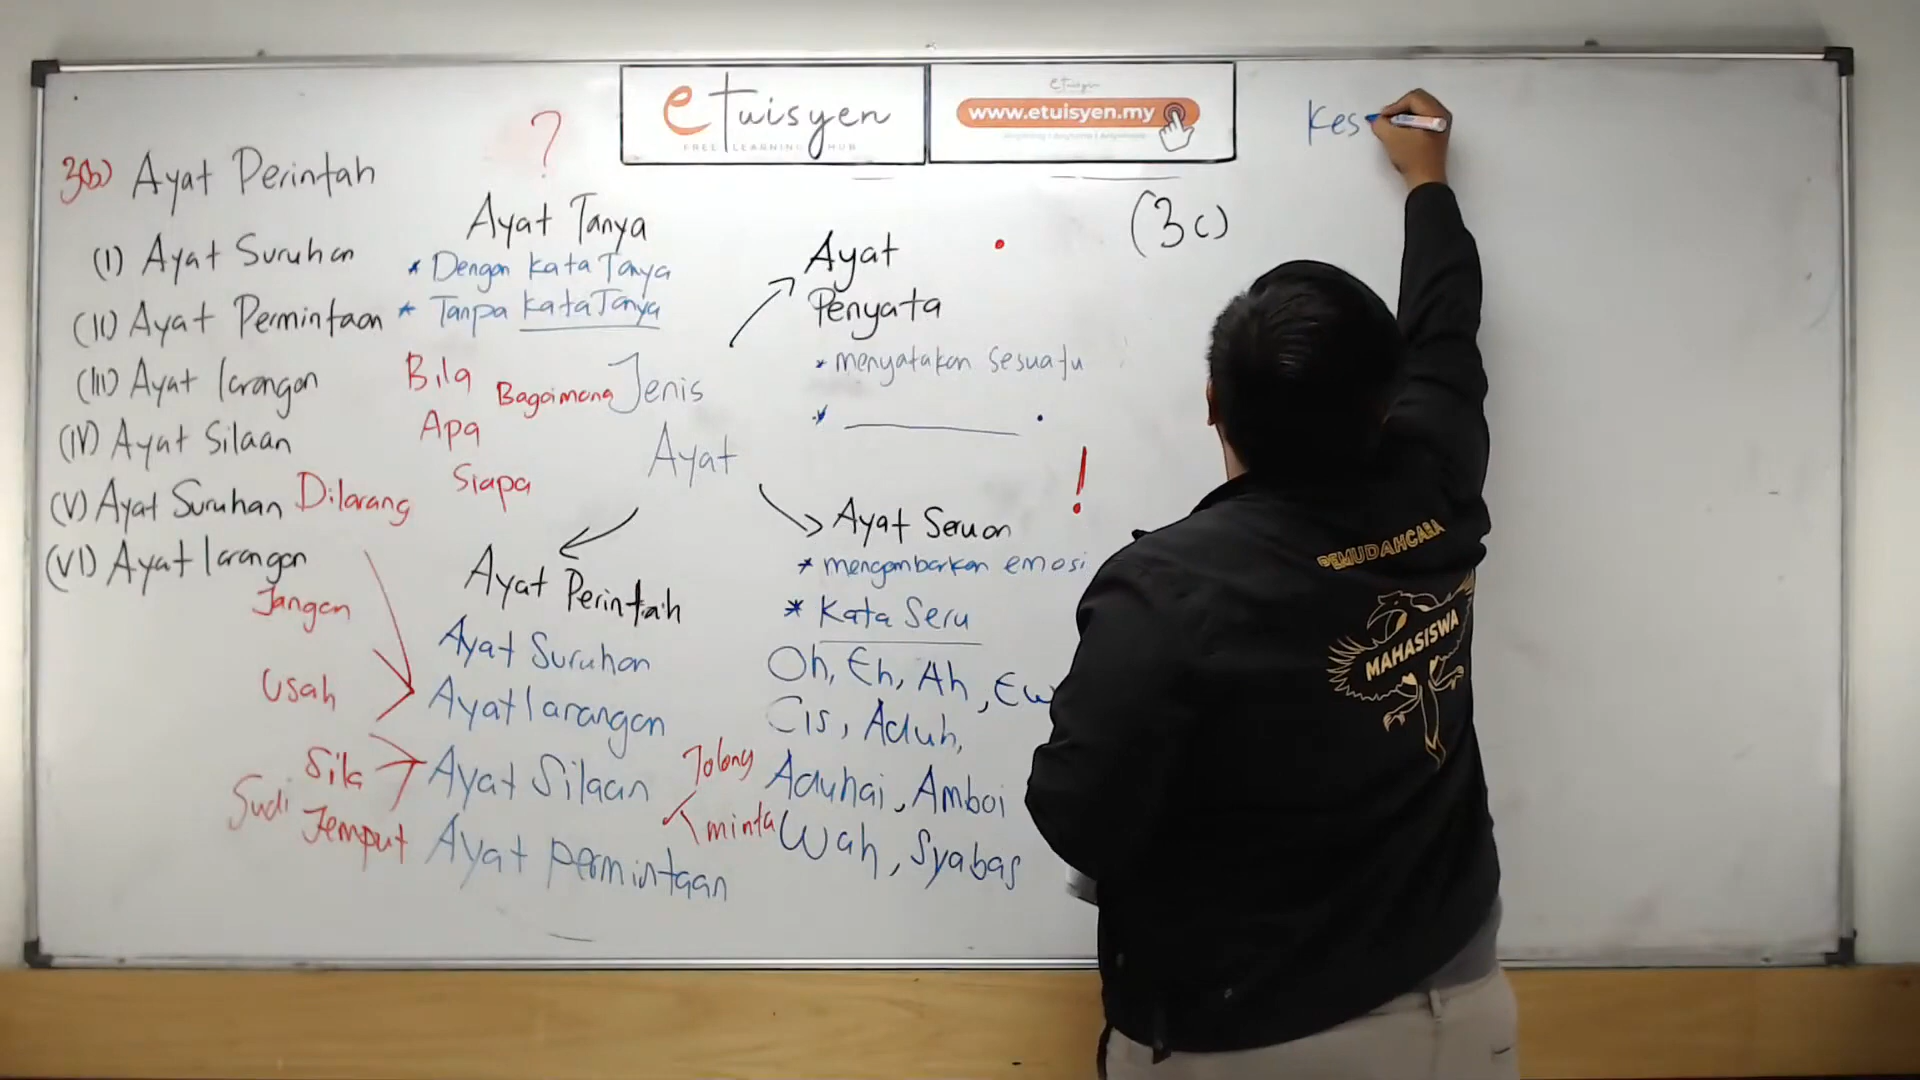 etuisyen
FREE LEARNING HUB
etuisyen
www.etuisyen.my
Kes
3(b) Ayat Perintah
(I) Ayat Suruhan
(II) Ayat Permintaan
(III) Ayat larangan
(IV) Ayat Silaan
(V) Ayat Suruhan
(VI) Ayat larangan
?
Ayat Tanya
* Dengan Kata Tanya
* Tanpa Kata Tanya
Bila
Bagaimana
Apa
Siapa
Jenis
Ayat
Ayat
Penyata
* menyatakan sesuatu
* .
(3c)
Ayat Seruan
!
* mengambarkan emosi
* Kata Seru
Oh, Eh, Ah, Ew
Cis, Aduh,
Aduhai, Amboi
Wah, Syabas
Ayat Perintah
Ayat Suruhan
Ayat larangan
Ayat Silaan
Ayat permintaan
Dilarang
Jangan
Usah
Sila
Sudi
Jemput
Tolong
minta
PEMUDAHCARA
MAHASISWA